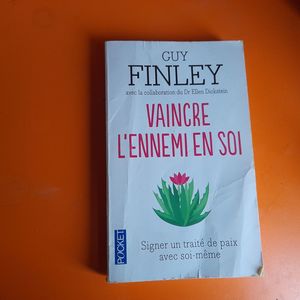 GUY
FINLEY
avec la collaboration du Dr Ellen Dickstein
VAINCRE
L'ENNEMI EN SOI
Signer un traité de paix
avec soi-même
POCKET